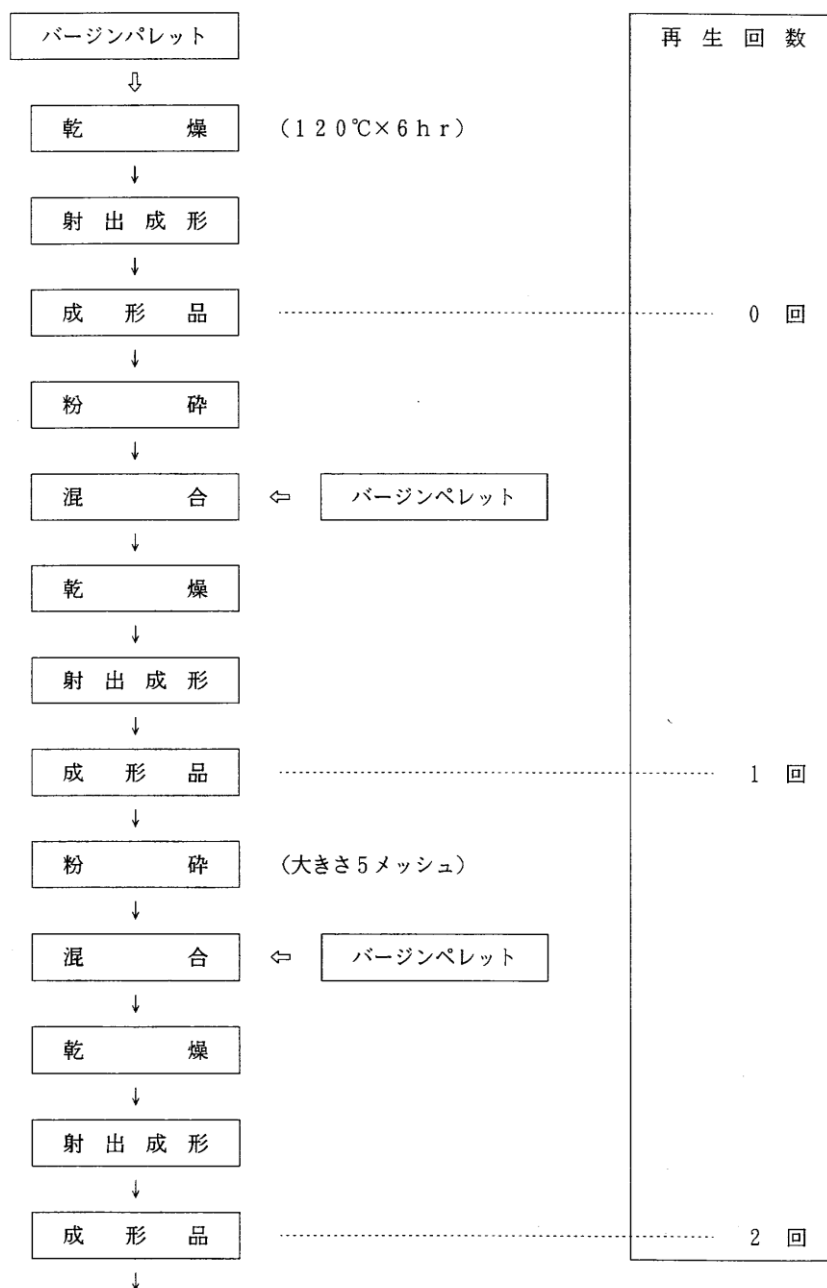 バージンパレット
再生回数
⇩
乾燥 (120℃×6hr)
↓
射出成形
↓
成形品 0回
↓
粉砕
↓
混合 ⇦ バージンペレット
↓
乾燥
↓
射出成形
↓
成形品 1回
↓
粉砕 (大きさ5メッシュ)
↓
混合 ⇦ バージンペレット
↓
乾燥
↓
射出成形
↓
成形品 2回
↓